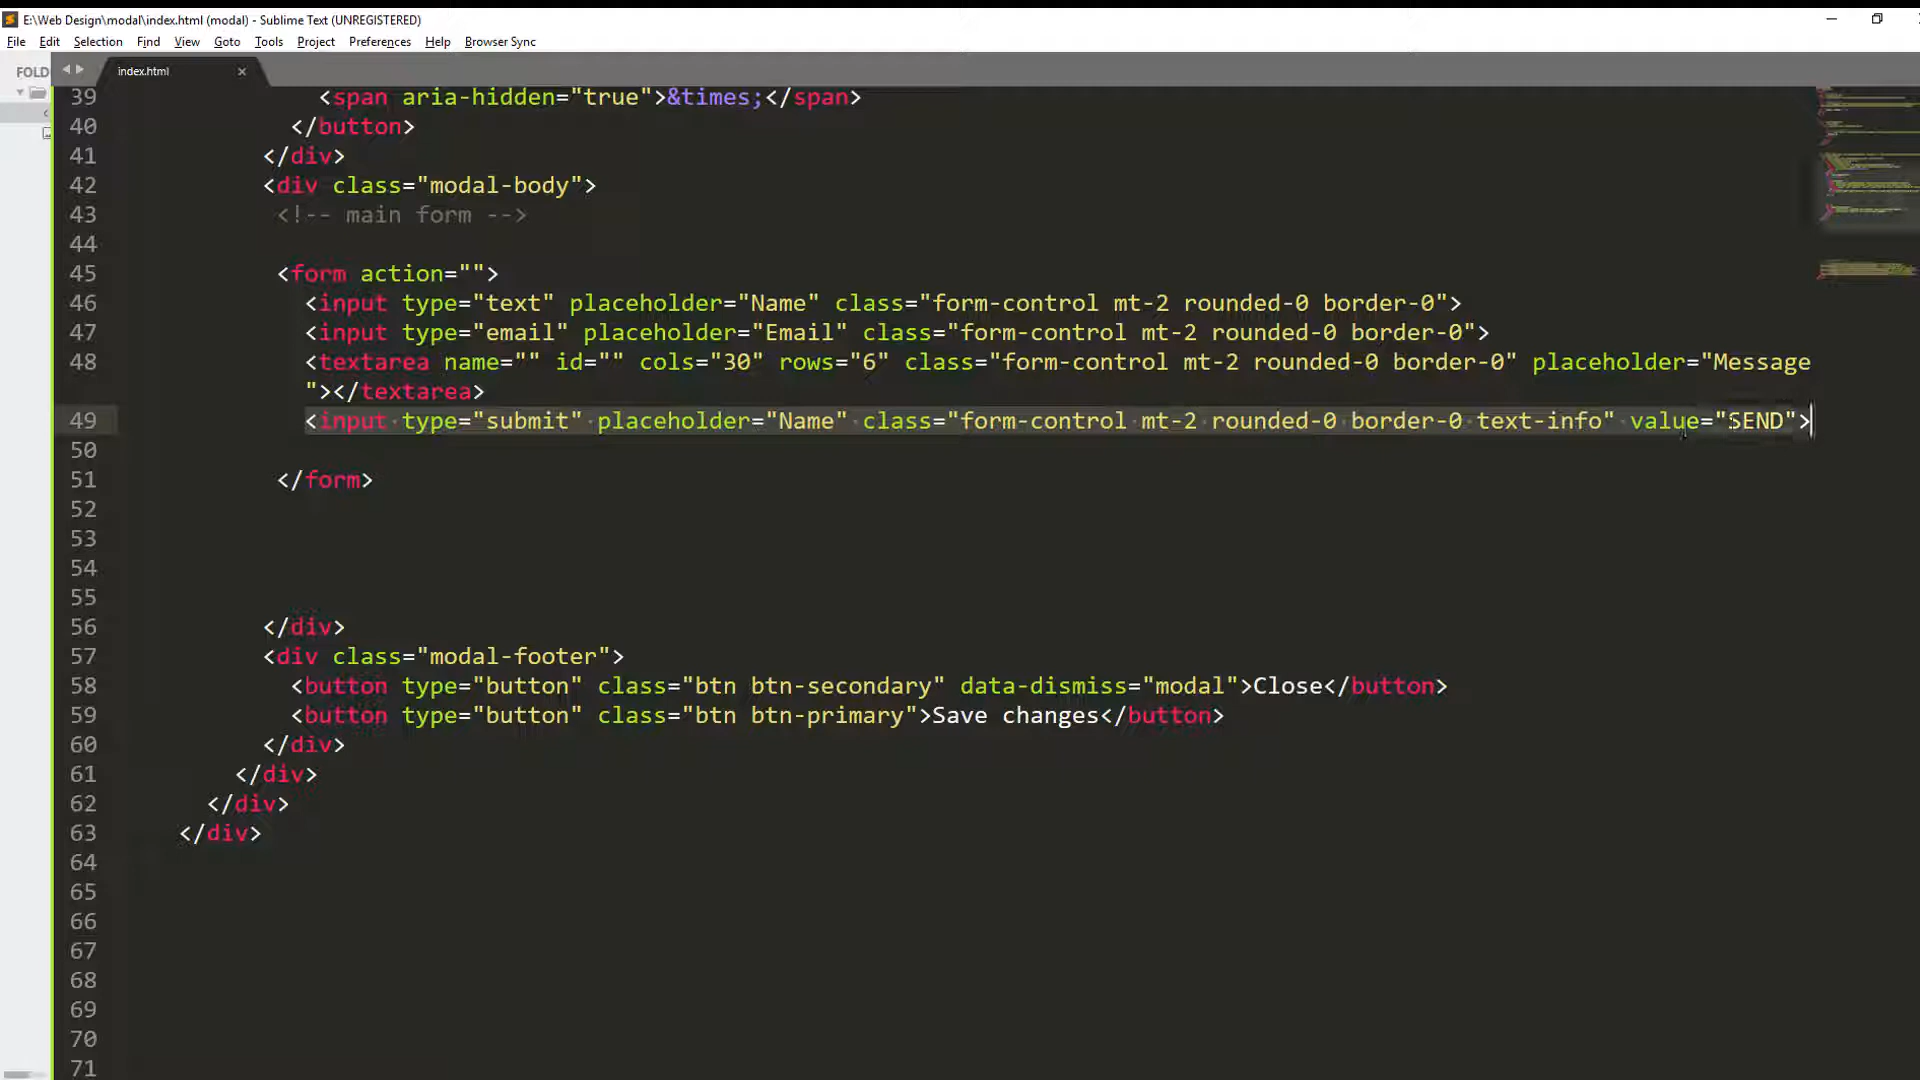 E:\Web Design\modal\index.html (modal) - Sublime Text (UNREGISTERED)
File Edit Selection Find View Goto Tools Project Preferences Help Browser Sync
FOLD
index.html
39 <span aria-hidden="true">&times;</span>
40 </button>
41 </div>
42 <div class="modal-body">
43 <!-- main form -->
44
45 <form action="">
46 <input type="text" placeholder="Name" class="form-control mt-2 rounded-0 border-0">
47 <input type="email" placeholder="Email" class="form-control mt-2 rounded-0 border-0">
48 <textarea name="" id="" cols="30" rows="6" class="form-control mt-2 rounded-0 border-0" placeholder="Message
"></textarea>
49 <input type="submit" placeholder="Name" class="form-control mt-2 rounded-0 border-0 text-info" value="SEND">
50
51 </form>
52
53
54
55
56 </div>
57 <div class="modal-footer">
58 <button type="button" class="btn btn-secondary" data-dismiss="modal">Close</button>
59 <button type="button" class="btn btn-primary">Save changes</button>
60 </div>
61 </div>
62 </div>
63 </div>
64
65
66
67
68
69
70
71